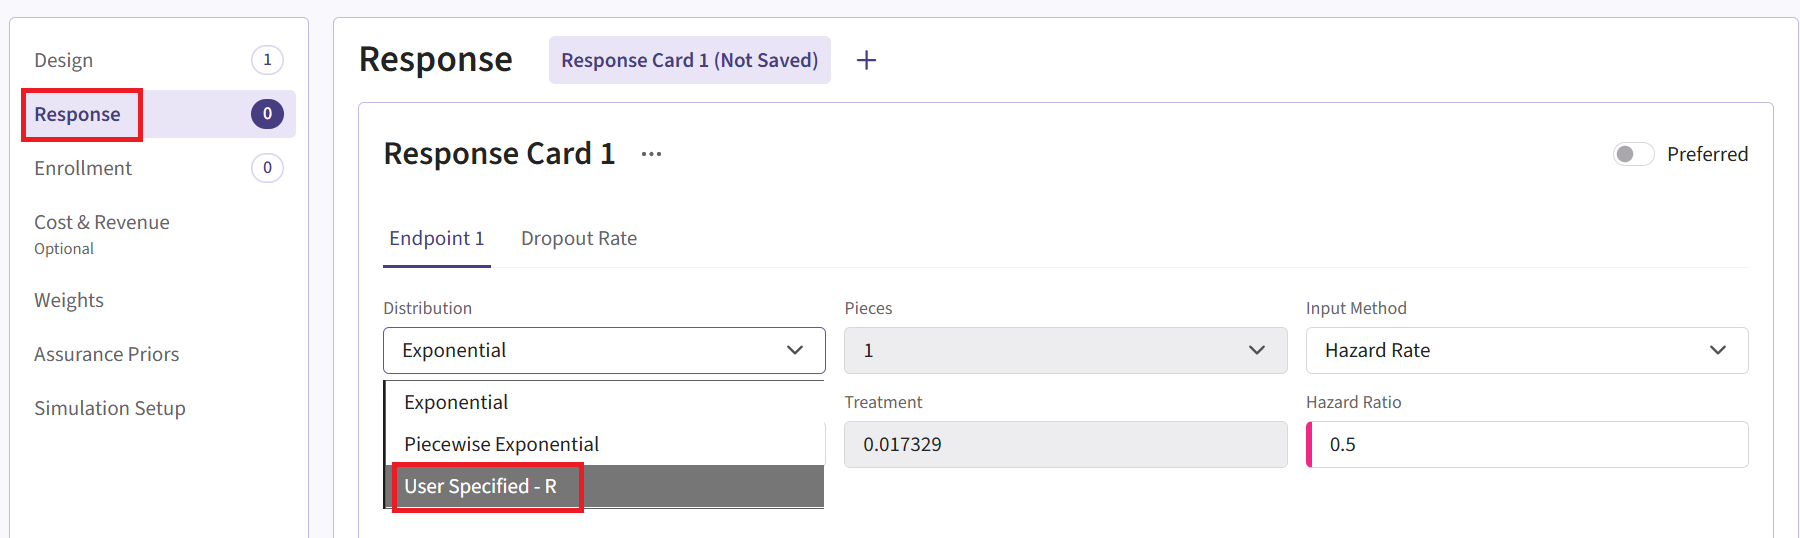 Design 1
Response 0
Enrollment 0
Cost & Revenue
Optional
Weights
Assurance Priors
Simulation Setup
Response Response Card 1 (Not Saved) +
Response Card 1 ... Preferred
Endpoint 1 Dropout Rate
Distribution Pieces Input Method
Exponential 1 Hazard Rate
Exponential
Treatment Hazard Ratio
Piecewise Exponential 0.017329 0.5
User Specified - R